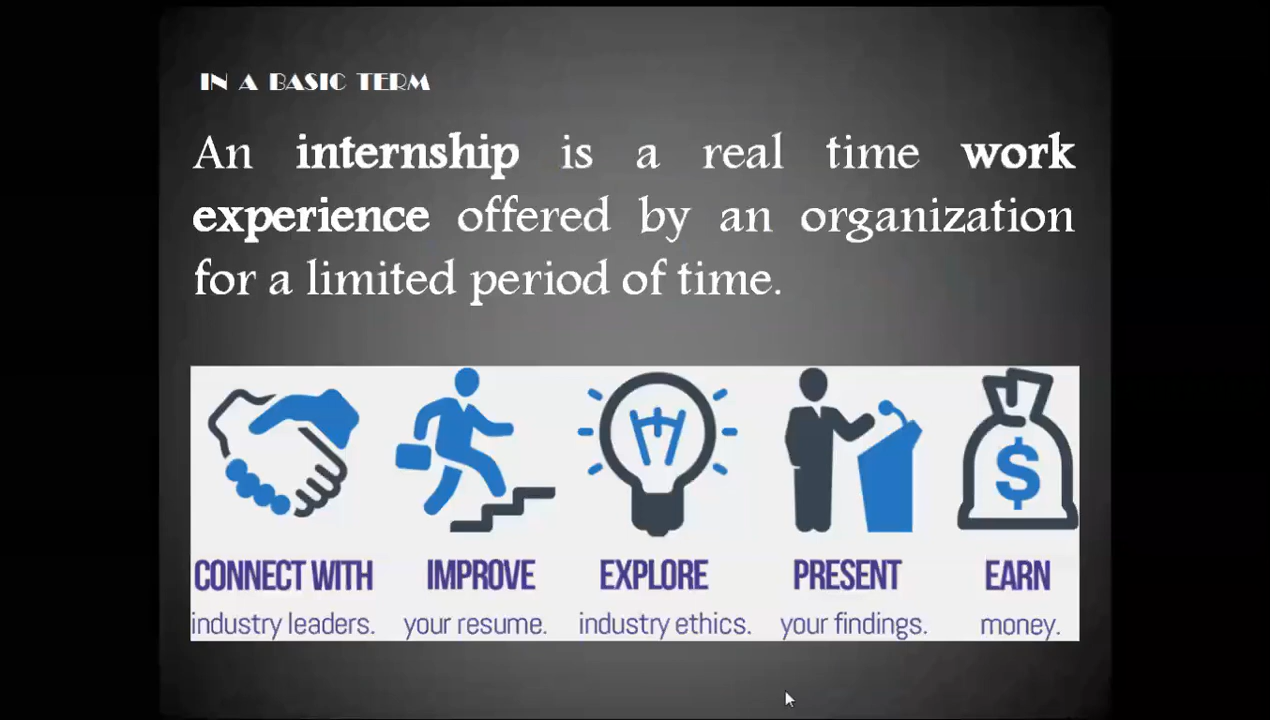 IN A BASIC TERM
An internship is a real time work
experience offered by an organization
for a limited period of time.
CONNECT WITH
industry leaders.
IMPROVE
your resume.
EXPLORE
industry ethics.
PRESENT
your findings.
$
EARN
money.